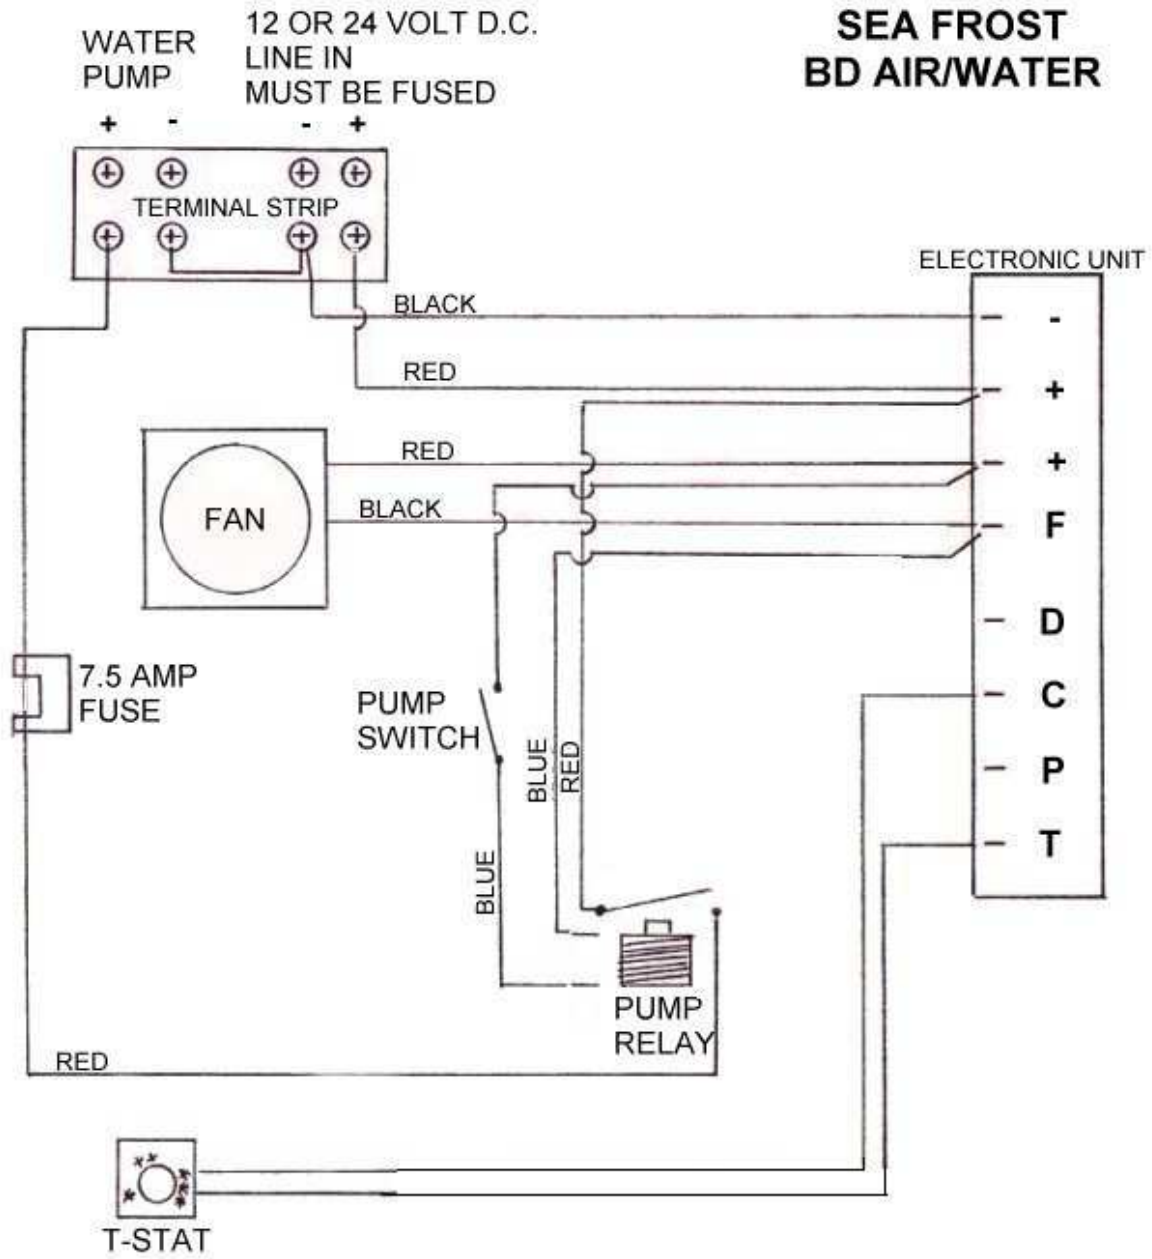 SEA FROST
BD AIR/WATER
12 OR 24 VOLT D.C.
LINE IN
MUST BE FUSED
WATER
PUMP
+ - - +
TERMINAL STRIP
ELECTRONIC UNIT
BLACK
-
RED
+
RED
+
BLACK
F
FAN
D
7.5 AMP
FUSE
PUMP
SWITCH
C
BLUE
RED
P
BLUE
T
PUMP
RELAY
RED
T-STAT